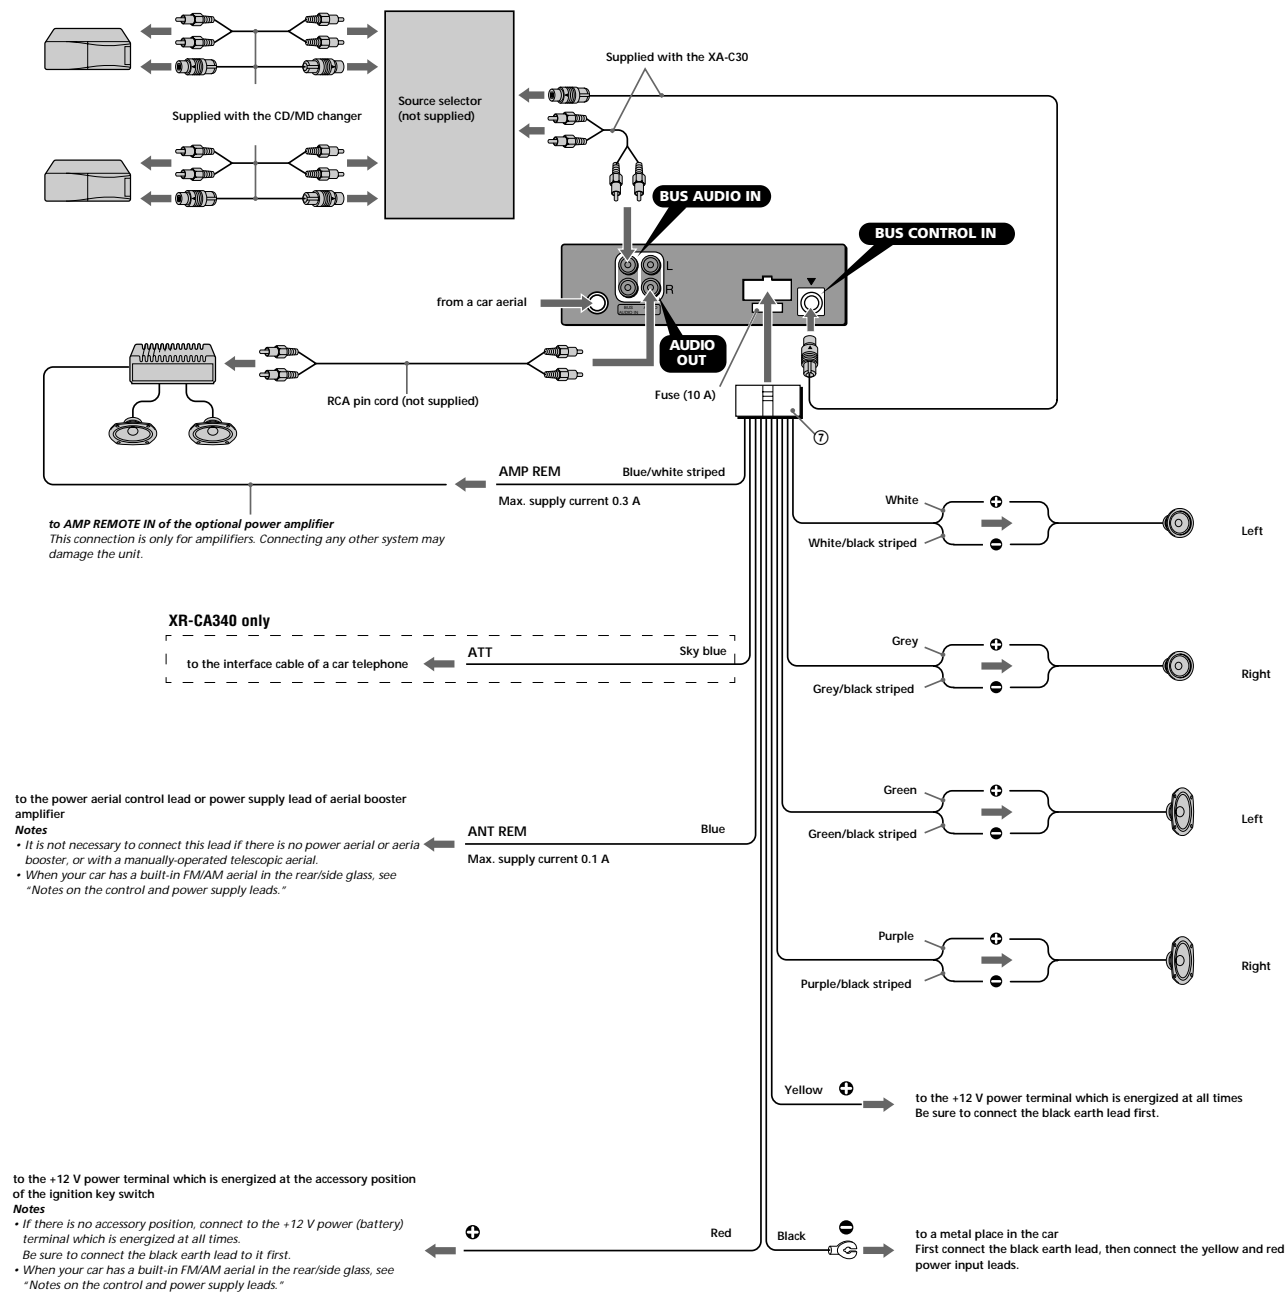 Supplied with the XA-C30
Source selector
(not supplied)
Supplied with the CD/MD changer
BUS AUDIO IN
BUS CONTROL IN
L
R
BUS
AUDIO IN
from a car aerial
AUDIO
OUT
Fuse (10 A)
RCA pin cord (not supplied)
7
AMP REM
Blue/white striped
Max. supply current 0.3 A
to AMP REMOTE IN of the optional power amplifier
This connection is only for ampilifiers. Connecting any other system may
damage the unit.
White
White/black striped
Left
XR-CA340 only
to the interface cable of a car telephone
ATT
Sky blue
Grey
Grey/black striped
Right
to the power aerial control lead or power supply lead of aerial booster
amplifier
Notes
• It is not necessary to connect this lead if there is no power aerial or aeria
booster, or with a manually-operated telescopic aerial.
• When your car has a built-in FM/AM aerial in the rear/side glass, see
“Notes on the control and power supply leads.”
ANT REM
Blue
Max. supply current 0.1 A
Green
Green/black striped
Left
Purple
Purple/black striped
Right
Yellow
to the +12 V power terminal which is energized at all times
Be sure to connect the black earth lead first.
to the +12 V power terminal which is energized at the accessory position
of the ignition key switch
Notes
• If there is no accessory position, connect to the +12 V power (battery)
terminal which is energized at all times.
Be sure to connect the black earth lead to it first.
• When your car has a built-in FM/AM aerial in the rear/side glass, see
“Notes on the control and power supply leads.”
Red
Black
to a metal place in the car
First connect the black earth lead, then connect the yellow and red
power input leads.